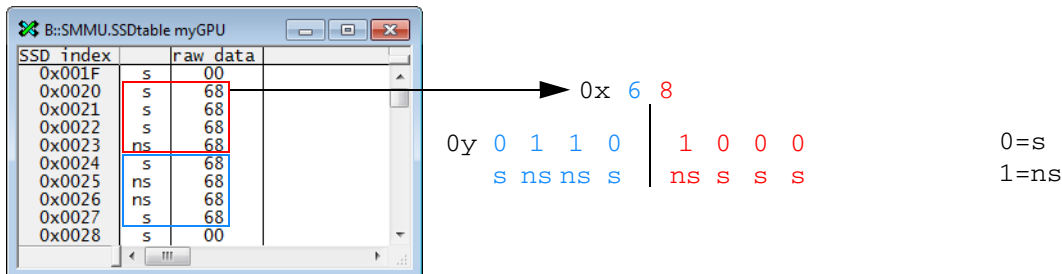 B::SMMU.SSDtable myGPU
SSD index raw data
0x001F s 00
0x0020 s 68
0x0021 s 68
0x0022 s 68
0x0023 ns 68
0x0024 s 68
0x0025 ns 68
0x0026 ns 68
0x0027 s 68
0x0028 s 00
0x 6 8
0y 0 1 1 0 1 0 0 0
s ns ns s ns s s s
0=s
1=ns